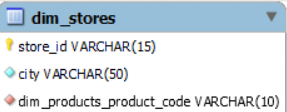 dim_stores
store_id VARCHAR(15)
city VARCHAR(50)
dim_products_product_code VARCHAR(10)